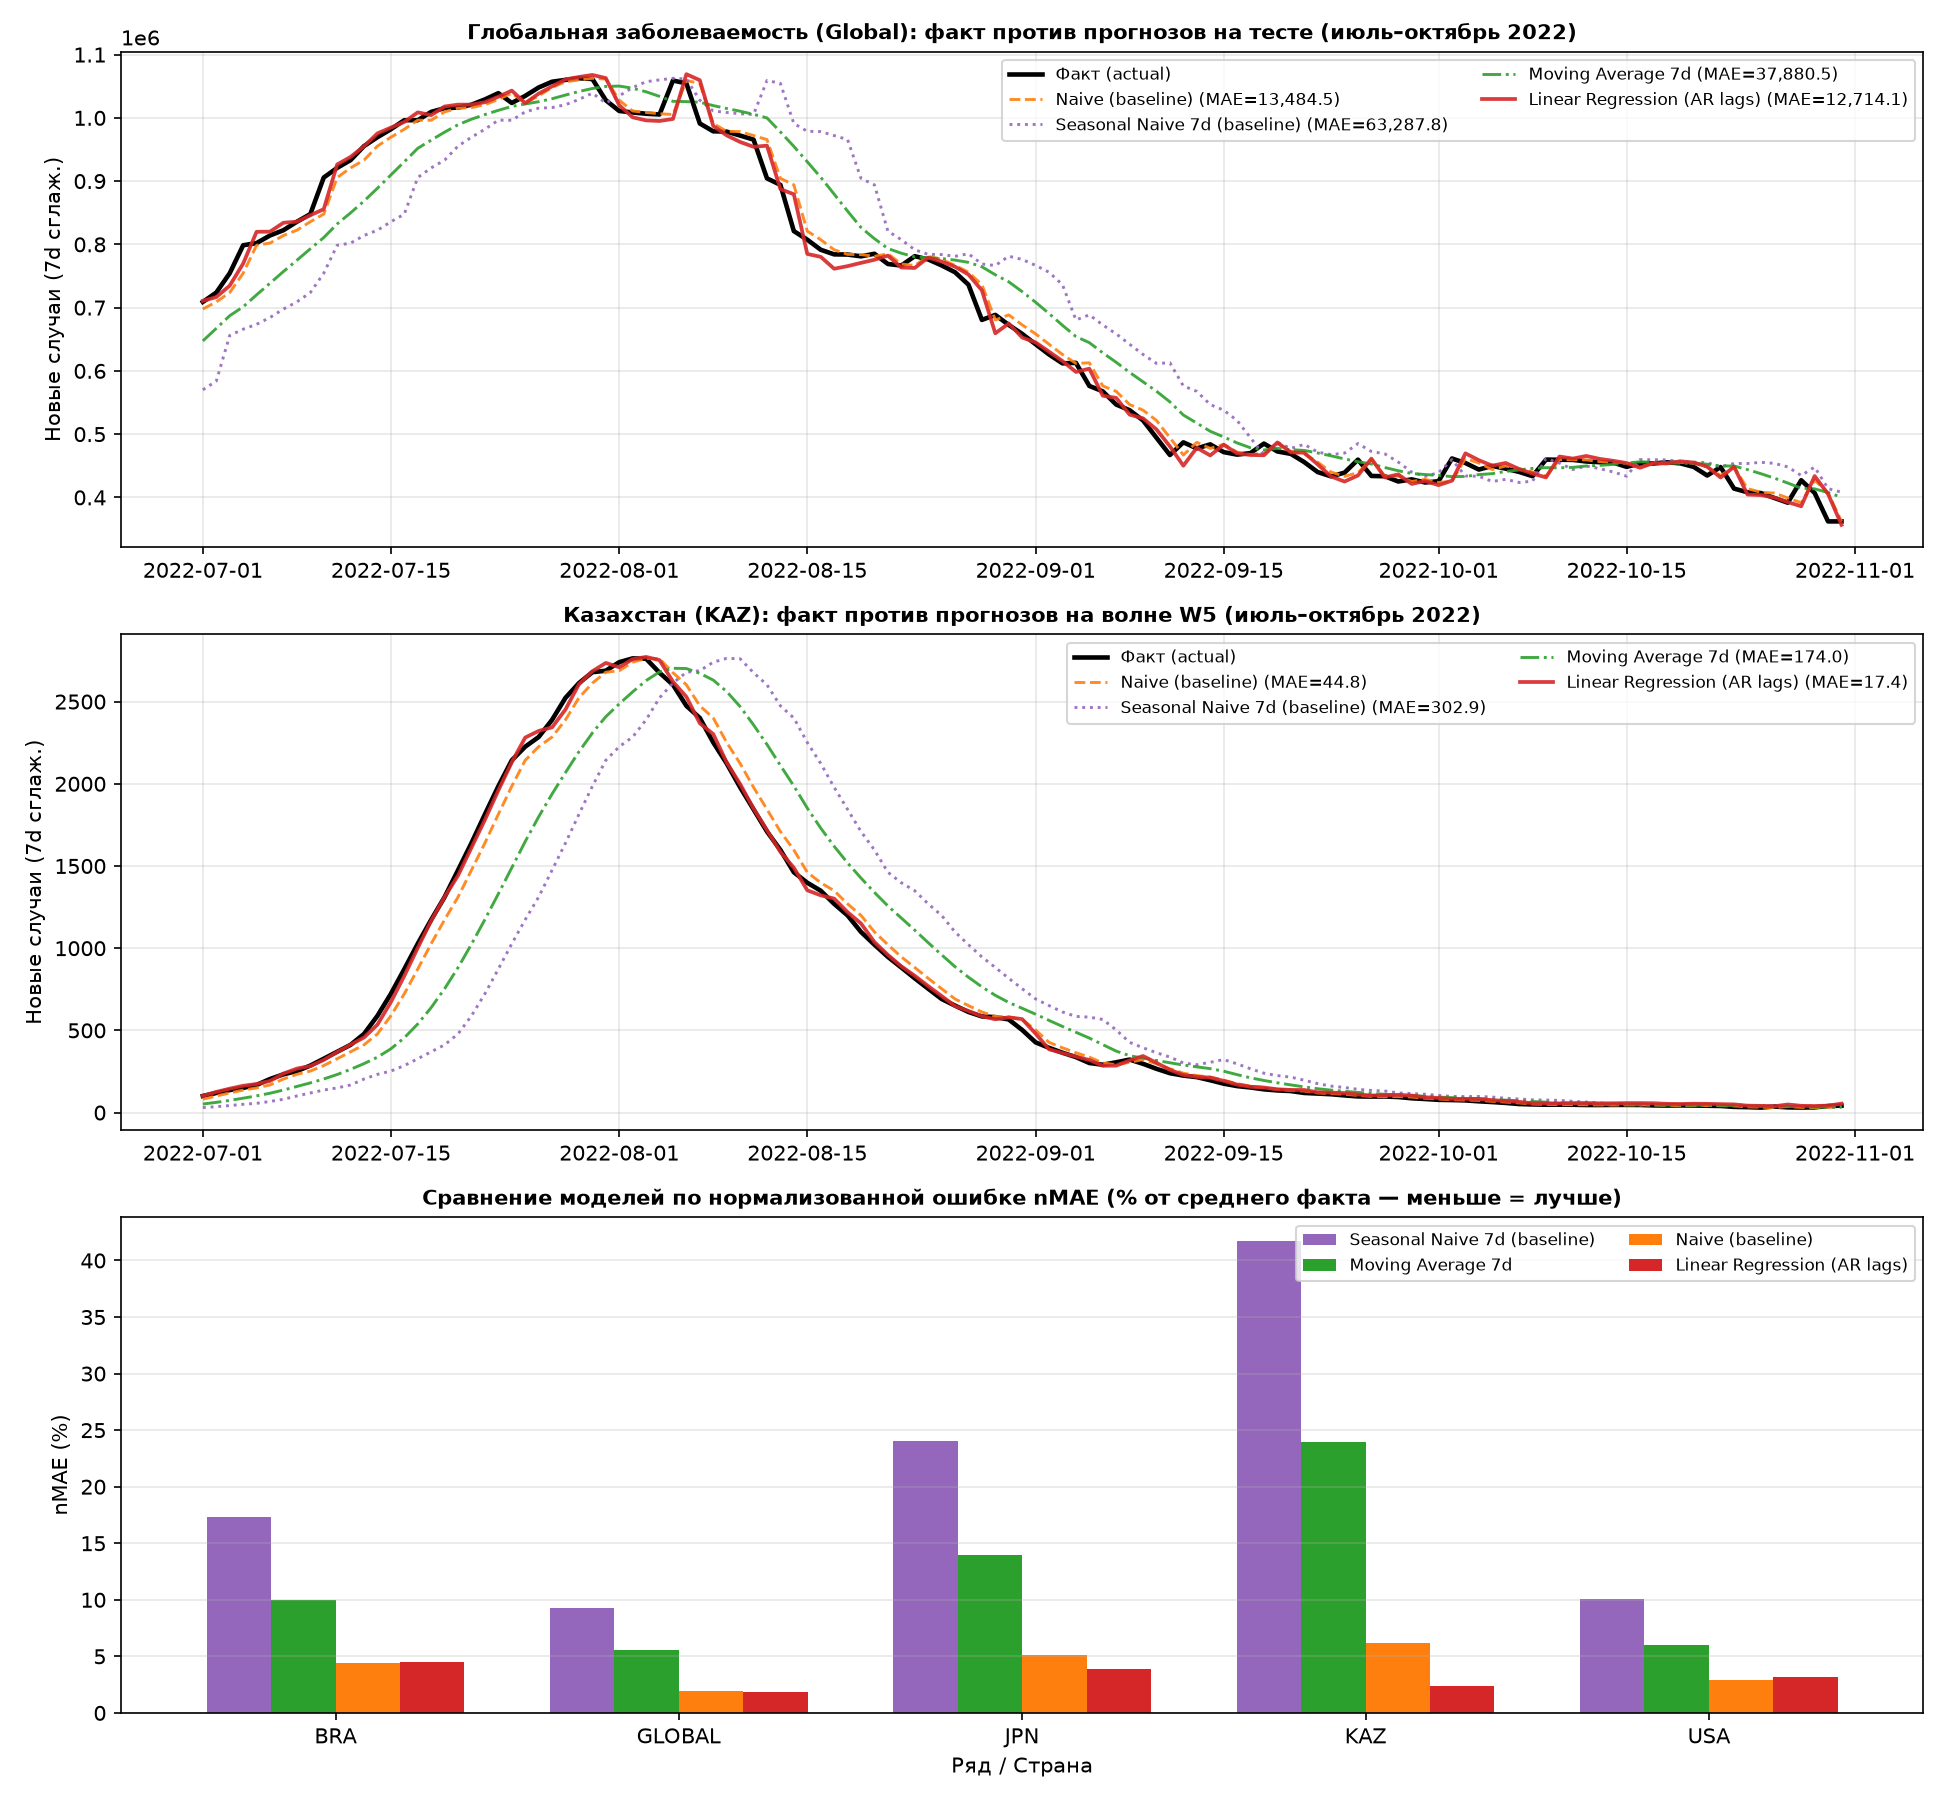 Глобальная заболеваемость (Global): факт против прогнозов на тесте (июль–октябрь 2022)
1e6
Новые случаи (7d сглаж.)
1.1
1.0
0.9
0.8
0.7
0.6
0.5
0.4
Факт (actual)
Naive (baseline) (MAE=13,484.5)
Seasonal Naive 7d (baseline) (MAE=63,287.8)
Moving Average 7d (MAE=37,880.5)
Linear Regression (AR lags) (MAE=12,714.1)
2022-07-01 2022-07-15 2022-08-01 2022-08-15 2022-09-01 2022-09-15 2022-10-01 2022-10-15 2022-11-01
Казахстан (KAZ): факт против прогнозов на волне W5 (июль–октябрь 2022)
Новые случаи (7d сглаж.)
2500
2000
1500
1000
500
0
Факт (actual)
Naive (baseline) (MAE=44.8)
Seasonal Naive 7d (baseline) (MAE=302.9)
Moving Average 7d (MAE=174.0)
Linear Regression (AR lags) (MAE=17.4)
2022-07-01 2022-07-15 2022-08-01 2022-08-15 2022-09-01 2022-09-15 2022-10-01 2022-10-15 2022-11-01
Сравнение моделей по нормализованной ошибке nMAE (% от среднего факта — меньше = лучше)
nMAE (%)
40
35
30
25
20
15
10
5
0
Seasonal Naive 7d (baseline)
Moving Average 7d
Naive (baseline)
Linear Regression (AR lags)
BRA GLOBAL JPN KAZ USA
Ряд / Страна